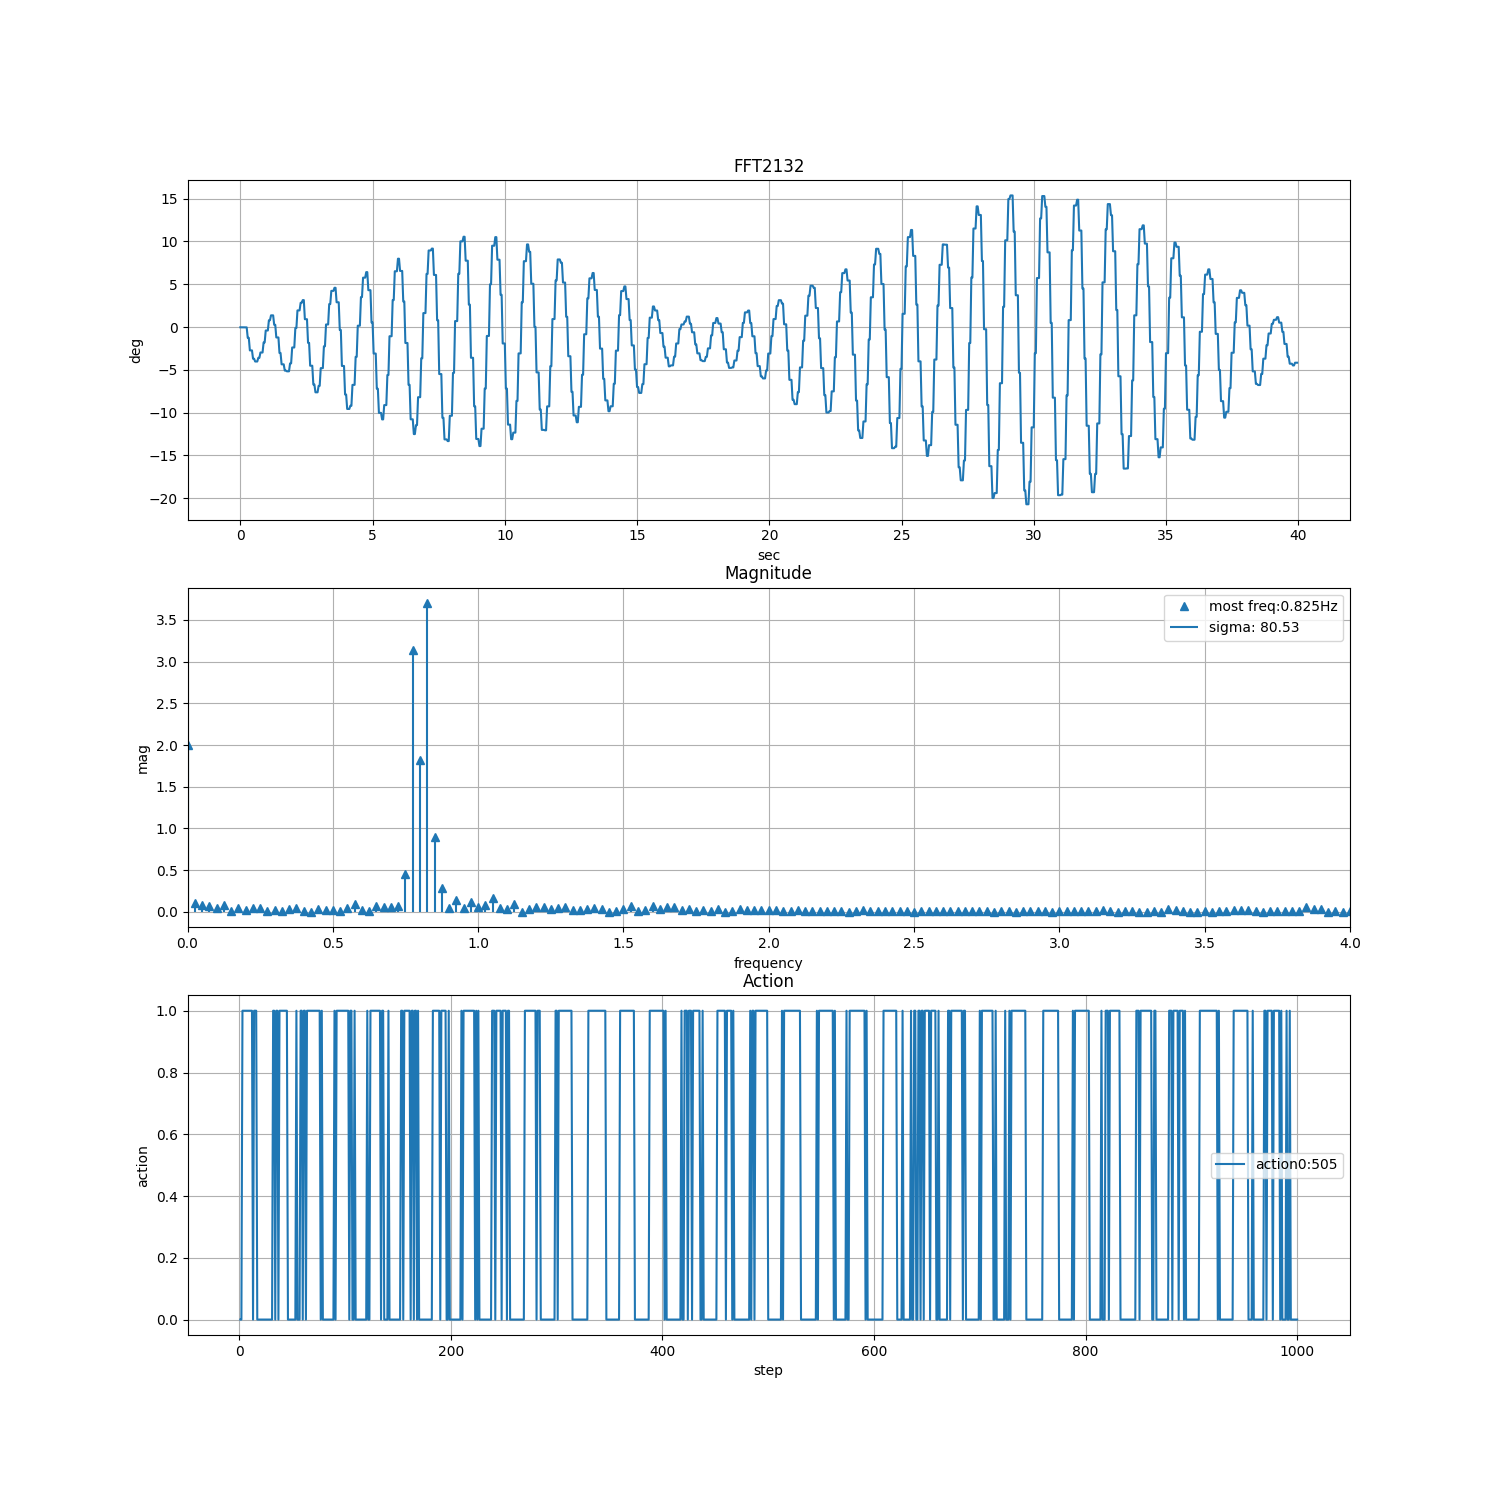 FFT2132
15
10
5
0
−5
−10
−15
−20
deg
0 5 10 15 20 25 30 35 40
sec
Magnitude
most freq:0.825Hz
sigma: 80.53
3.5
3.0
2.5
2.0
1.5
1.0
0.5
0.0
mag
0.0 0.5 1.0 1.5 2.0 2.5 3.0 3.5 4.0
frequency
Action
1.0
0.8
0.6
0.4
0.2
0.0
action
action0:505
0 200 400 600 800 1000
step